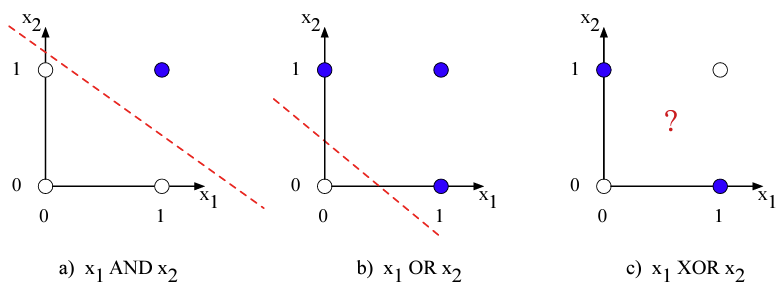 x2 x2 x2
1 1 1
?
0 0 0
x1 x1 x1
0 1 0 1 0 1
a) x1 AND x2 b) x1 OR x2 c) x1 XOR x2